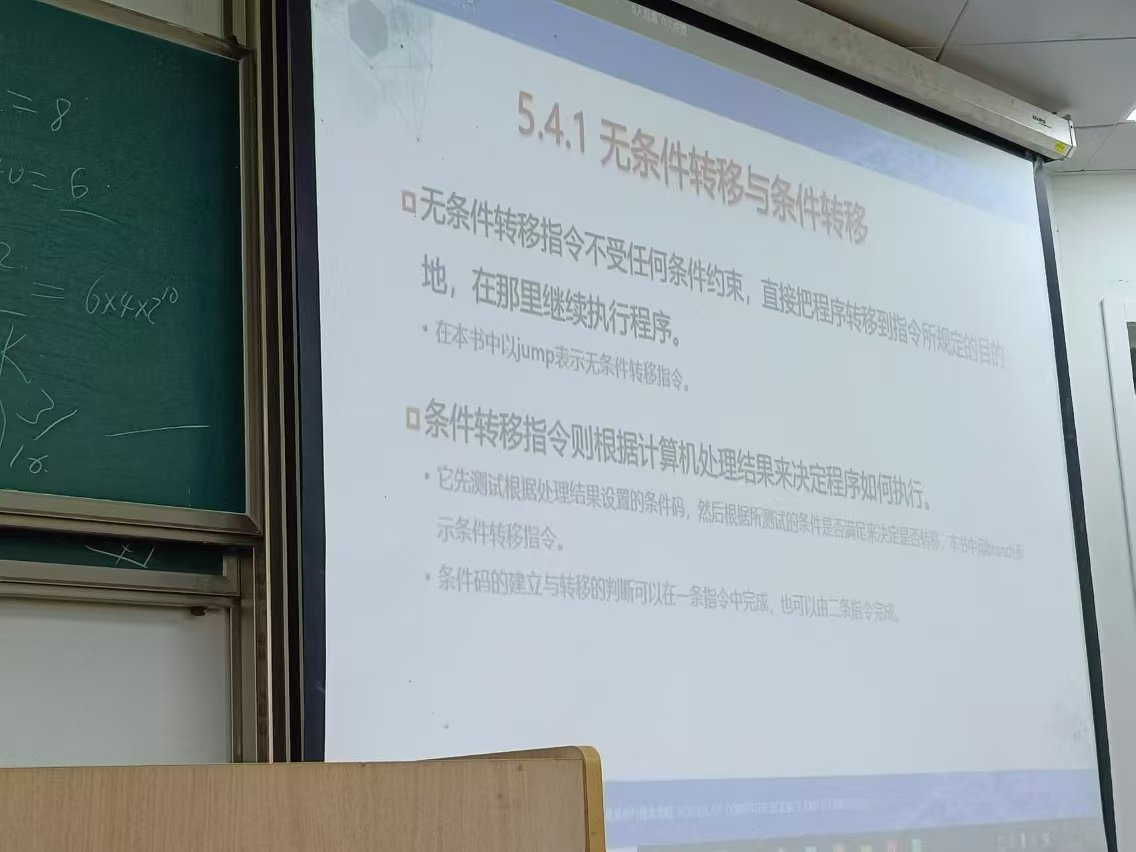 = 8
= 6
= 6×4×2^10
K
5.4.1 无条件转移与条件转移
无条件转移指令不受任何条件约束，直接把程序转移到指令所规定的目的
地，在那里继续执行程序。
• 在本书中以jump表示无条件转移指令。
条件转移指令则根据计算机处理结果来决定程序如何执行。
• 它先测试根据处理结果设置的条件码，然后根据所测试的条件是否满足来决定是否转移，本书中用branch表
示条件转移指令。
• 条件码的建立与转移的判断可以在一条指令中完成，也可以由二条指令完成。